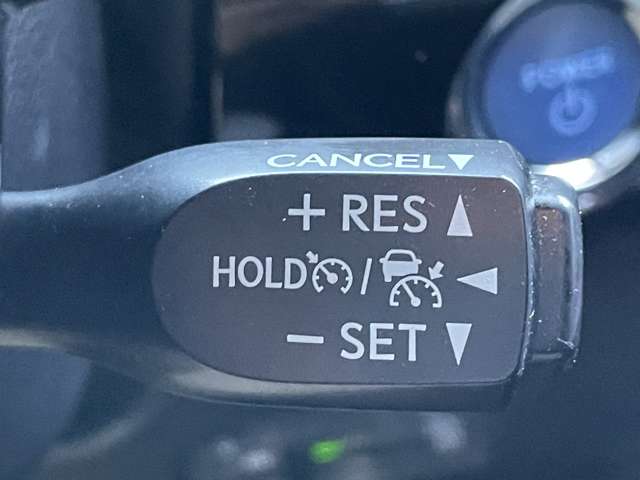 POWER
CANCEL▼
+ RES ▲
HOLD / ◀
− SET ▼